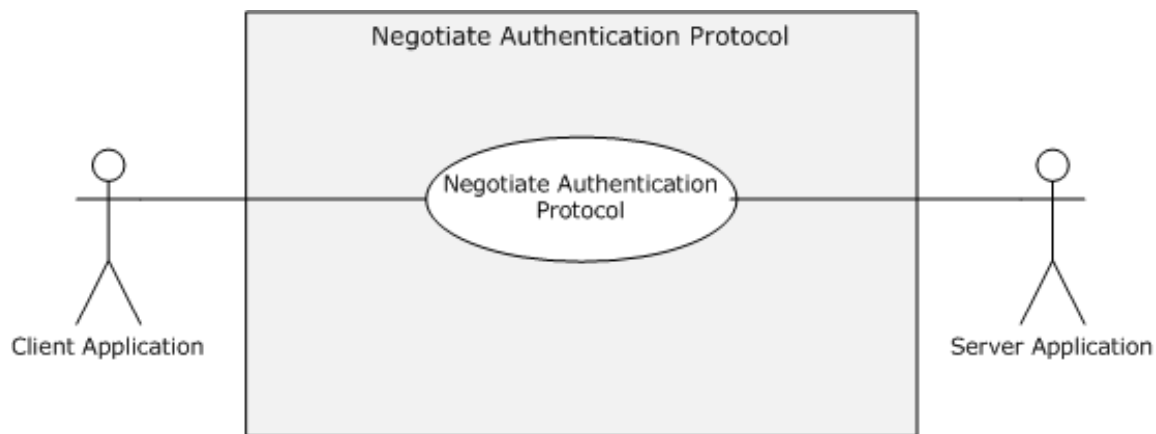 Negotiate Authentication Protocol
Negotiate Authentication
Protocol
Client Application
Server Application